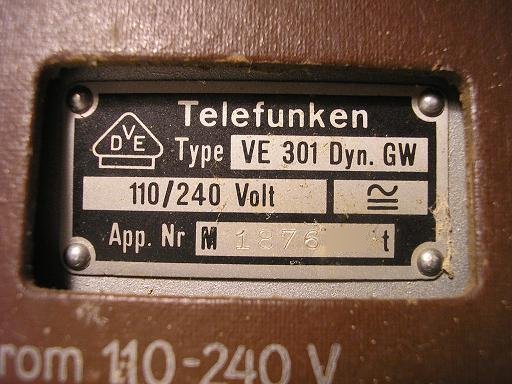 Telefunken
DVE
Type VE 301 Dyn. GW
110/240 Volt ≅
App. Nr M 1876 t
rom 110-240 V